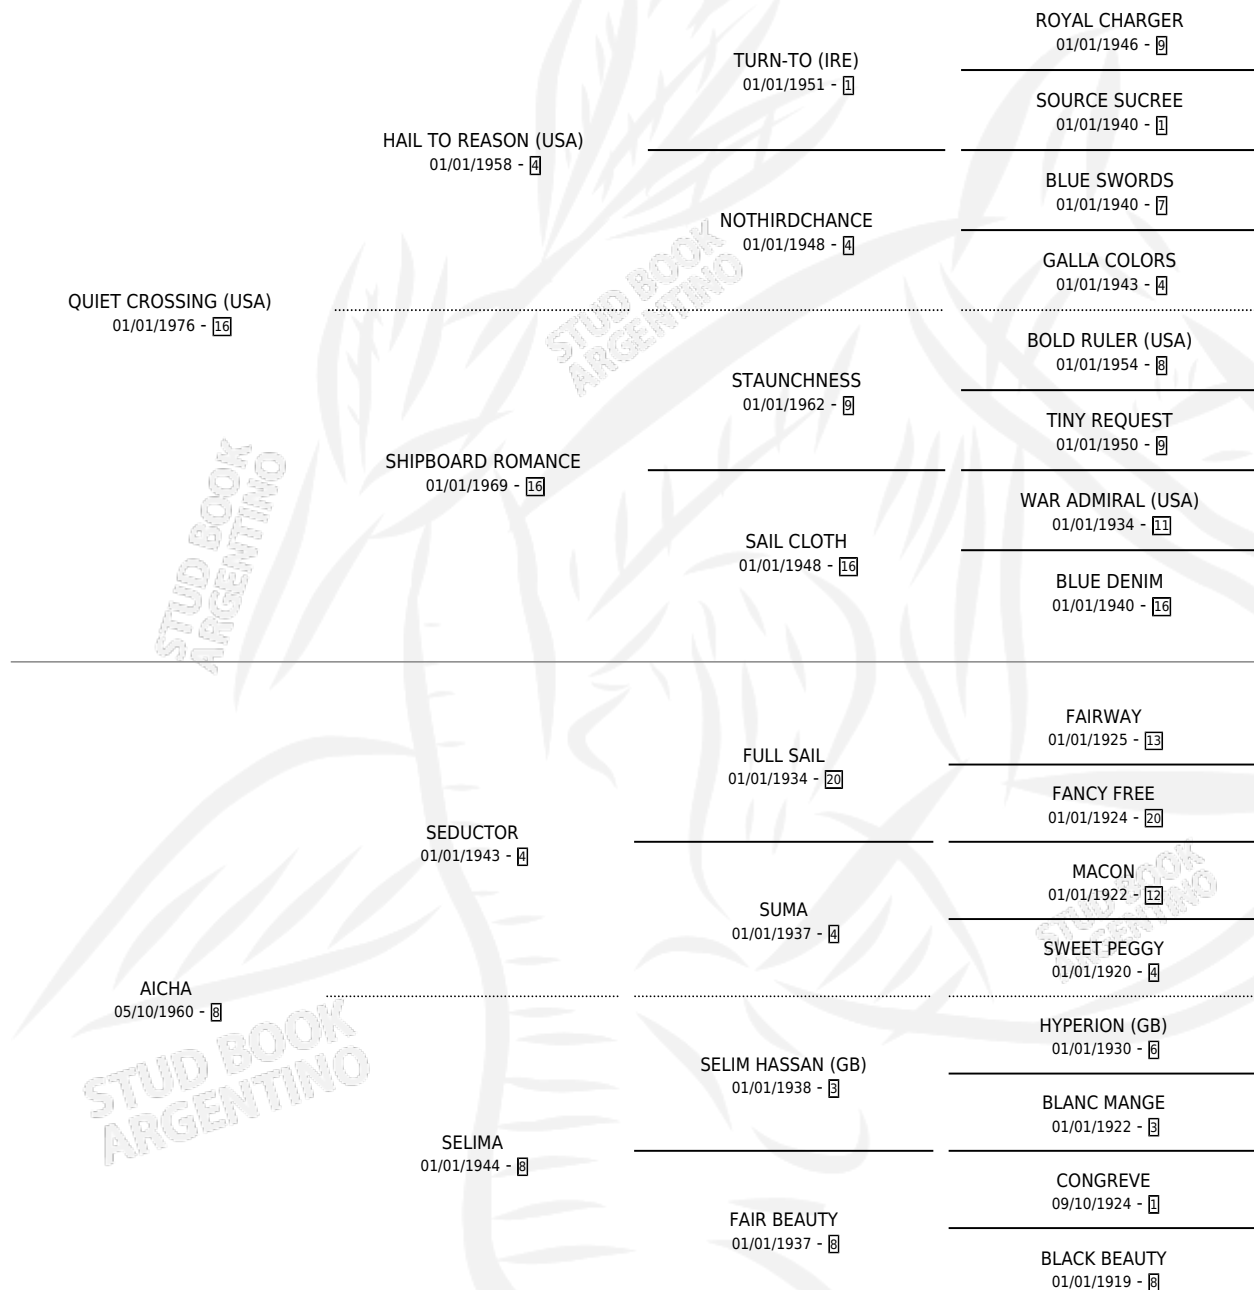 ROYAL CHARGER
01/01/1946 - 9
TURN-TO (IRE)
01/01/1951 - 1
SOURCE SUCREE
01/01/1940 - 1
HAIL TO REASON (USA)
01/01/1958 - 4
BLUE SWORDS
01/01/1940 - 7
NOTHIRDCHANCE
01/01/1948 - 4
GALLA COLORS
01/01/1943 - 4
QUIET CROSSING (USA)
01/01/1976 - 16
BOLD RULER (USA)
01/01/1954 - 8
STAUNCHNESS
01/01/1962 - 9
TINY REQUEST
01/01/1950 - 9
SHIPBOARD ROMANCE
01/01/1969 - 16
WAR ADMIRAL (USA)
01/01/1934 - 11
SAIL CLOTH
01/01/1948 - 16
BLUE DENIM
01/01/1940 - 16
FAIRWAY
01/01/1925 - 13
FULL SAIL
01/01/1934 - 20
FANCY FREE
01/01/1924 - 20
SEDUCTOR
01/01/1943 - 4
MACON
01/01/1922 - 12
SUMA
01/01/1937 - 4
SWEET PEGGY
01/01/1920 - 4
AICHA
05/10/1960 - 8
HYPERION (GB)
01/01/1930 - 6
SELIM HASSAN (GB)
01/01/1938 - 3
BLANC MANGE
01/01/1922 - 3
SELIMA
01/01/1944 - 8
CONGREVE
09/10/1924 - 1
FAIR BEAUTY
01/01/1937 - 8
BLACK BEAUTY
01/01/1919 - 8
STUD BOOK
ARGENTINO
STUD BOOK
ARGENTINO
STUD BOOK
ARGENTINO
STUD BOOK
ARGENTINO